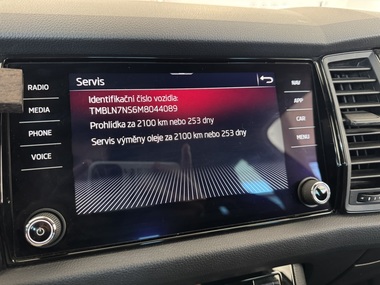 Servis
Identifikační číslo vozidla:
TMBLN7NS6M8044089
Prohlídka za 2100 km nebo 253 dny
Servis výměny oleje za 2100 km nebo 253 dny
RADIO
MEDIA
PHONE
VOICE
NAV
APP
CAR
MENU